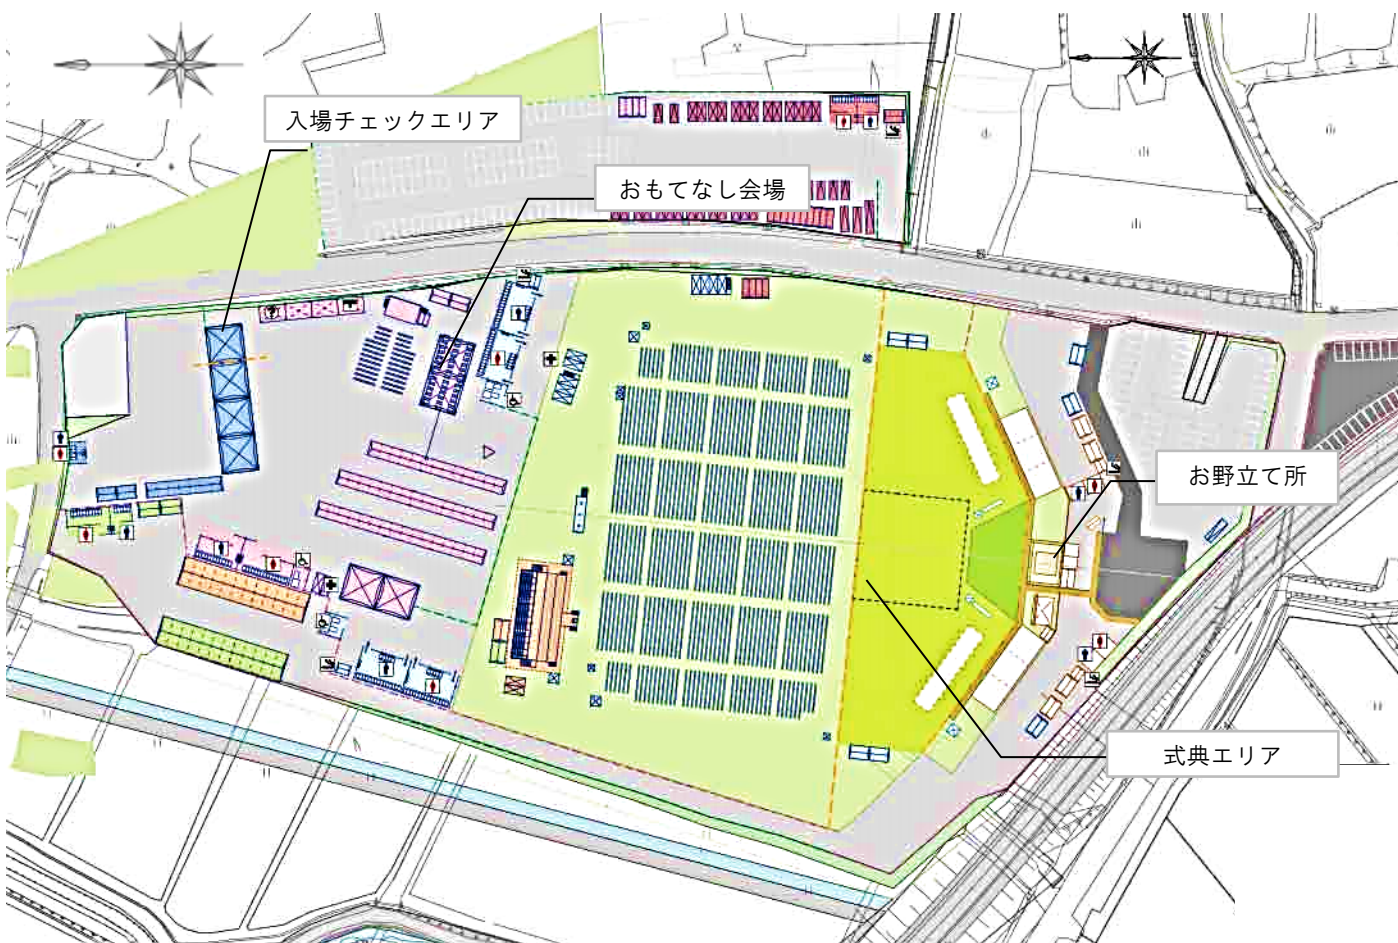 入場チェックエリア
おもてなし会場
お野立て所
式典エリア